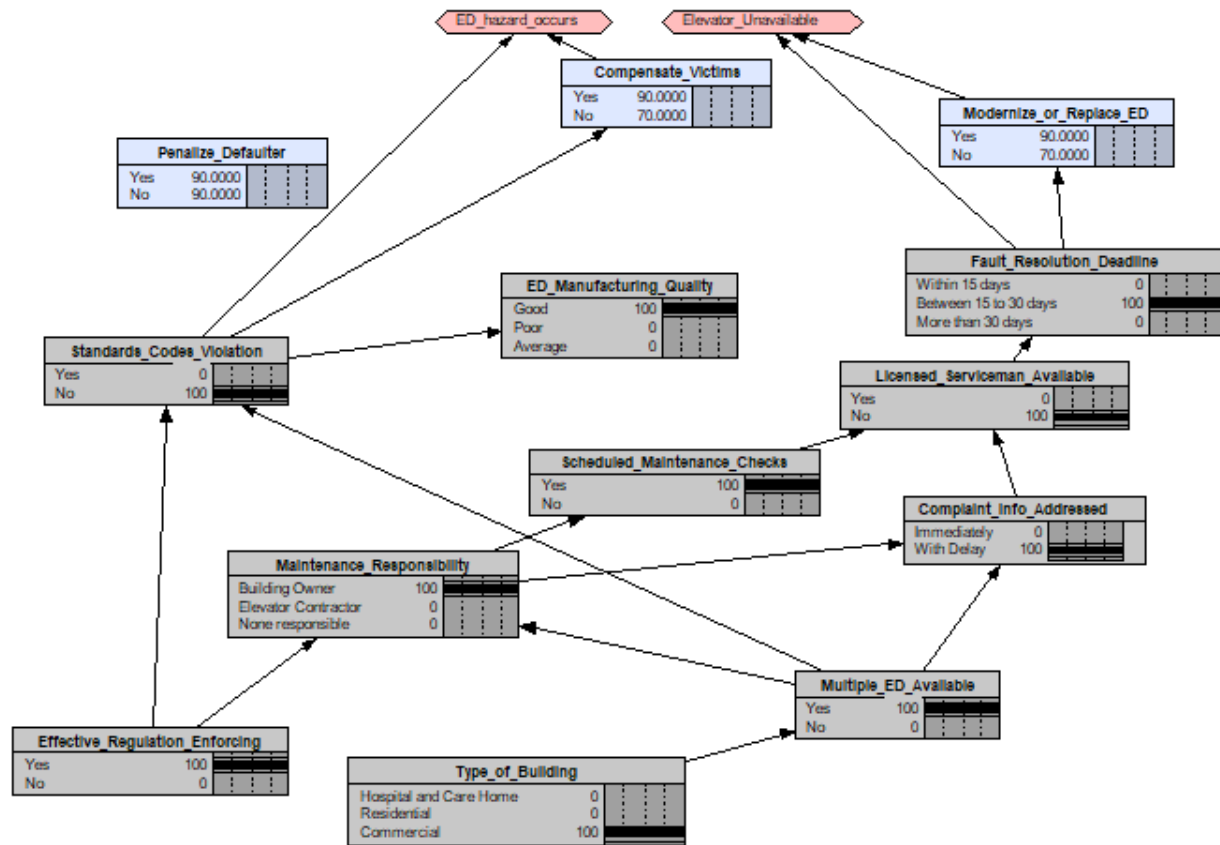 ED_hazard_occurs
Elevator_Unavailable
Compensate_Victims
Yes 90.0000
No 70.0000
Modernize_or_Replace_ED
Yes 90.0000
No 70.0000
Penalize_Defaulter
Yes 90.0000
No 90.0000
Fault_Resolution_Deadline
Within 15 days 0
Between 15 to 30 days 100
More than 30 days 0
ED_Manufacturing_Quality
Good 100
Poor 0
Average 0
Standards_Codes_Violation
Yes 0
No 100
Licensed_Serviceman_Available
Yes 0
No 100
Scheduled_Maintenance_Checks
Yes 100
No 0
Complaint_Info_Addressed
Immediately 0
With Delay 100
Maintenance_Responsibility
Building Owner 100
Elevator Contractor 0
None responsible 0
Multiple_ED_Available
Yes 100
No 0
Effective_Regulation_Enforcing
Yes 100
No 0
Type_of_Building
Hospital and Care Home 0
Residential 0
Commercial 100